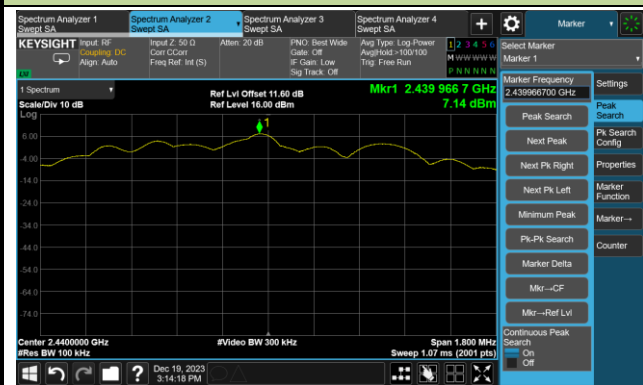 Spectrum Analyzer 1
Swept SA
Spectrum Analyzer 2
Swept SA
Spectrum Analyzer 3
Swept SA
Spectrum Analyzer 4
Swept SA
+
Marker
KEYSIGHT
Input: RF
Coupling: DC
Align: Auto
Input Z: 50 Ω
Corr CCorr
Freq Ref: Int (S)
Atten: 20 dB
PNO: Best Wide
Gate: Off
IF Gain: Low
Sig Track: Off
Avg Type: Log-Power
Avg|Hold:>100/100
Trig: Free Run
1 2 3 4 5 6
M W W W W W
P N N N N N
Select Marker
Marker 1
LXI
1 Spectrum
Scale/Div 10 dB
Log
Ref Lvl Offset 11.60 dB
Ref Level 16.00 dBm
Mkr1 2.439 966 7 GHz
7.14 dBm
1
6.00
-4.00
-14.0
-24.0
-34.0
-44.0
-54.0
-64.0
-74.0
Center 2.4400000 GHz
#Res BW 100 kHz
#Video BW 300 kHz
Span 1.800 MHz
Sweep 1.07 ms (2001 pts)
Marker Frequency
2.439966700 GHz
Peak Search
Next Peak
Next Pk Right
Next Pk Left
Minimum Peak
Pk-Pk Search
Marker Delta
Mkr→CF
Mkr→Ref Lvl
Continuous Peak
Search
On
Off
Settings
Peak
Search
Pk Search
Config
Properties
Marker
Function
Marker→
Counter
?
Dec 19, 2023
3:14:18 PM